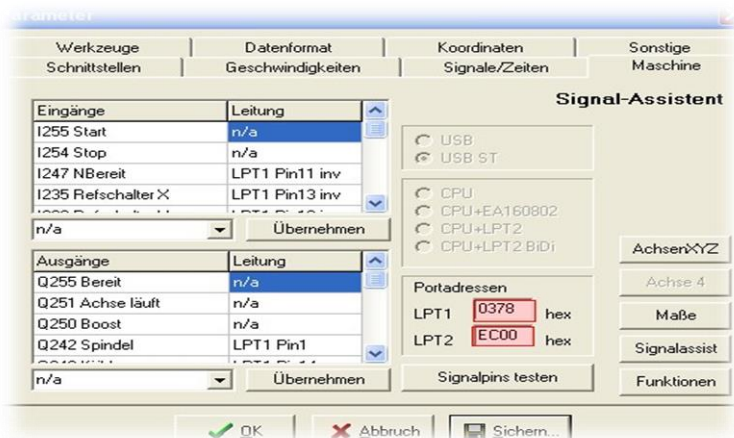 Parameter
Werkzeuge Datenformat Koordinaten Sonstige
Schnittstellen Geschwindigkeiten Signale/Zeiten Maschine
Signal-Assistent
Eingänge Leitung
I255 Start n/a
I254 Stop n/a
I247 NBereit LPT1 Pin11 inv
I235 Refschalter X LPT1 Pin13 inv
n/a Übernehmen
Ausgänge Leitung
Q255 Bereit n/a
Q251 Achse läuft n/a
Q250 Boost n/a
Q242 Spindel LPT1 Pin1
n/a Übernehmen
USB
USB ST
CPU
CPU+EA160802
CPU+LPT2
CPU+LPT2 BiDi
Portadressen
LPT1 0378 hex
LPT2 EC00 hex
Signalpins testen
AchsenXYZ
Achse 4
Maße
Signalassist
Funktionen
OK Abbruch Sichern...